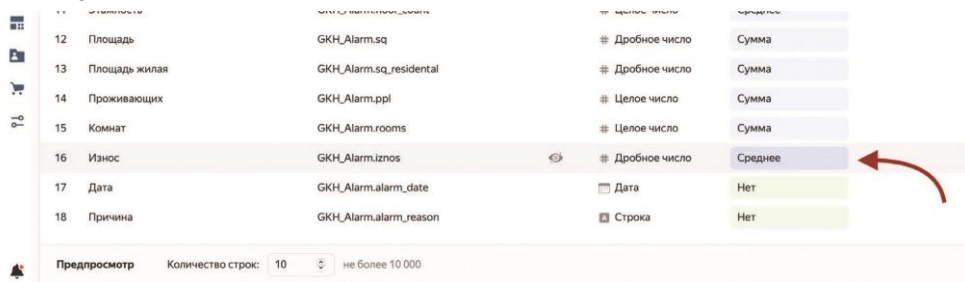 12 Площадь GKH_Alarm.sq Дробное число Сумма
13 Площадь жилая GKH_Alarm.sq_residental Дробное число Сумма
14 Проживающих GKH_Alarm.ppl Целое число Сумма
15 Комнат GKH_Alarm.rooms Целое число Сумма
16 Износ GKH_Alarm.iznos Дробное число Среднее
17 Дата GKH_Alarm.alarm_date Дата Нет
18 Причина GKH_Alarm.alarm_reason Строка Нет
Предпросмотр Количество строк: 10 не более 10 000